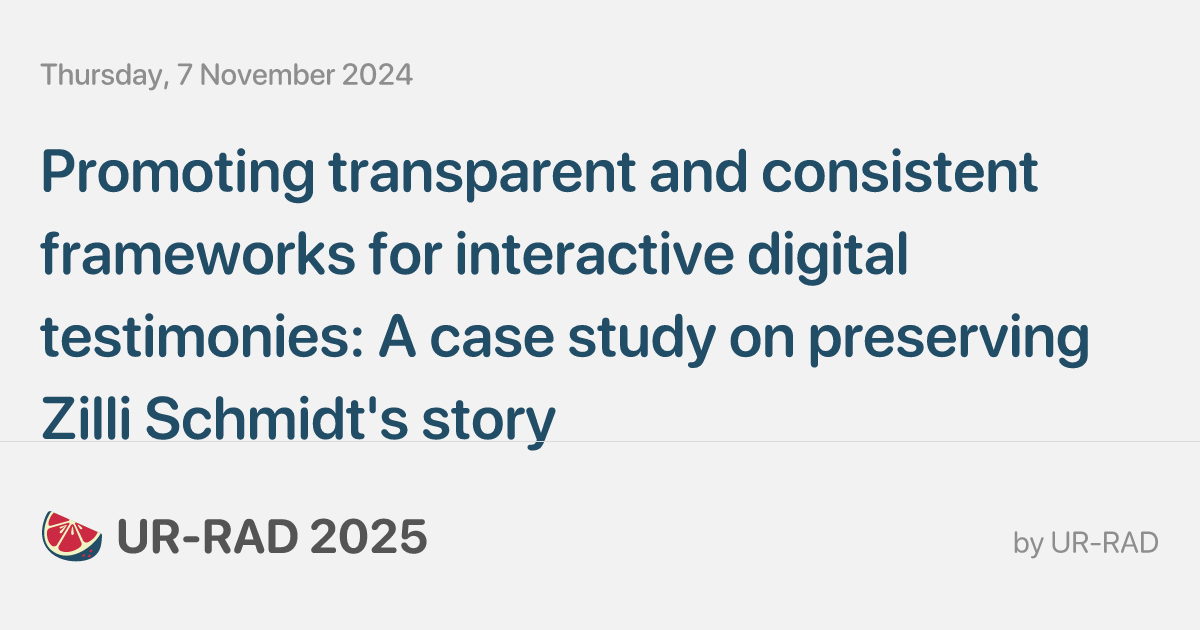 Thursday, 7 November 2024
Promoting transparent and consistent
frameworks for interactive digital
testimonies: A case study on preserving
Zilli Schmidt's story
UR-RAD 2025
by UR-RAD